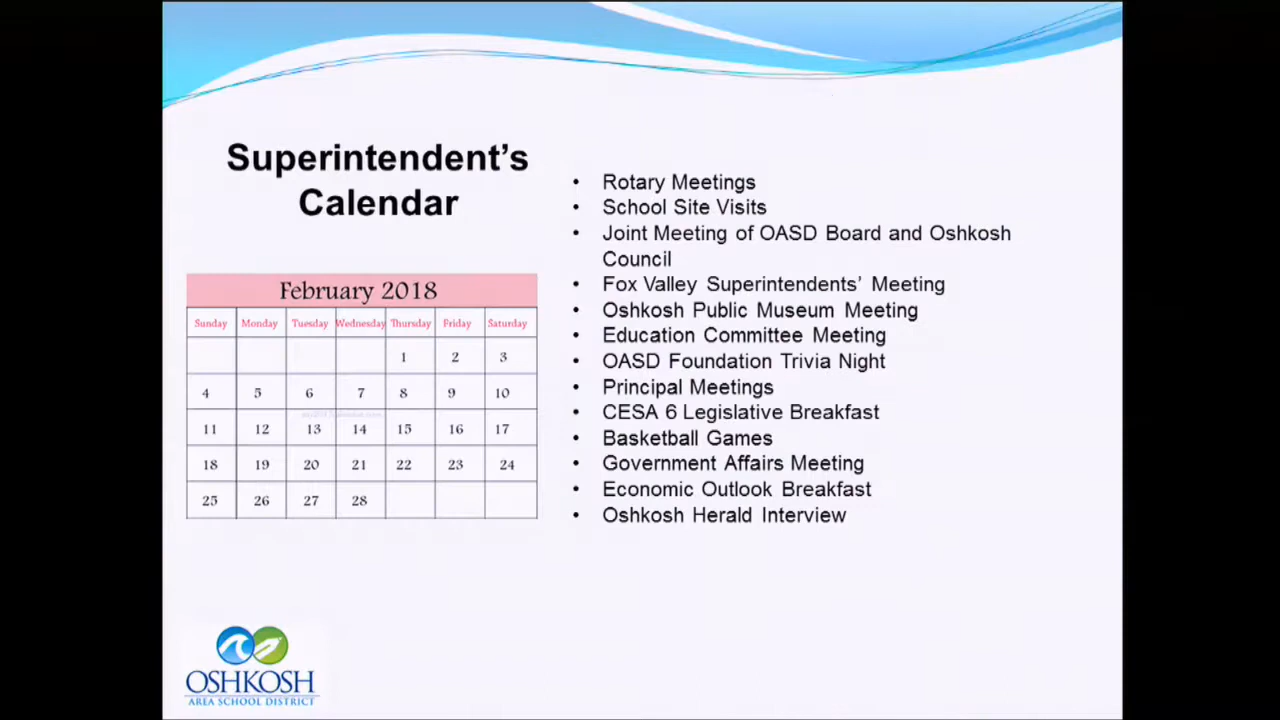 Superintendent's
Calendar
February 2018
Sunday Monday Tuesday Wednesday Thursday Friday Saturday
1 2 3
4 5 6 7 8 9 10
11 12 13 14 15 16 17
18 19 20 21 22 23 24
25 26 27 28
• Rotary Meetings
• School Site Visits
• Joint Meeting of OASD Board and Oshkosh
Council
• Fox Valley Superintendents' Meeting
• Oshkosh Public Museum Meeting
• Education Committee Meeting
• OASD Foundation Trivia Night
• Principal Meetings
• CESA 6 Legislative Breakfast
• Basketball Games
• Government Affairs Meeting
• Economic Outlook Breakfast
• Oshkosh Herald Interview
OSHKOSH
AREA SCHOOL DISTRICT